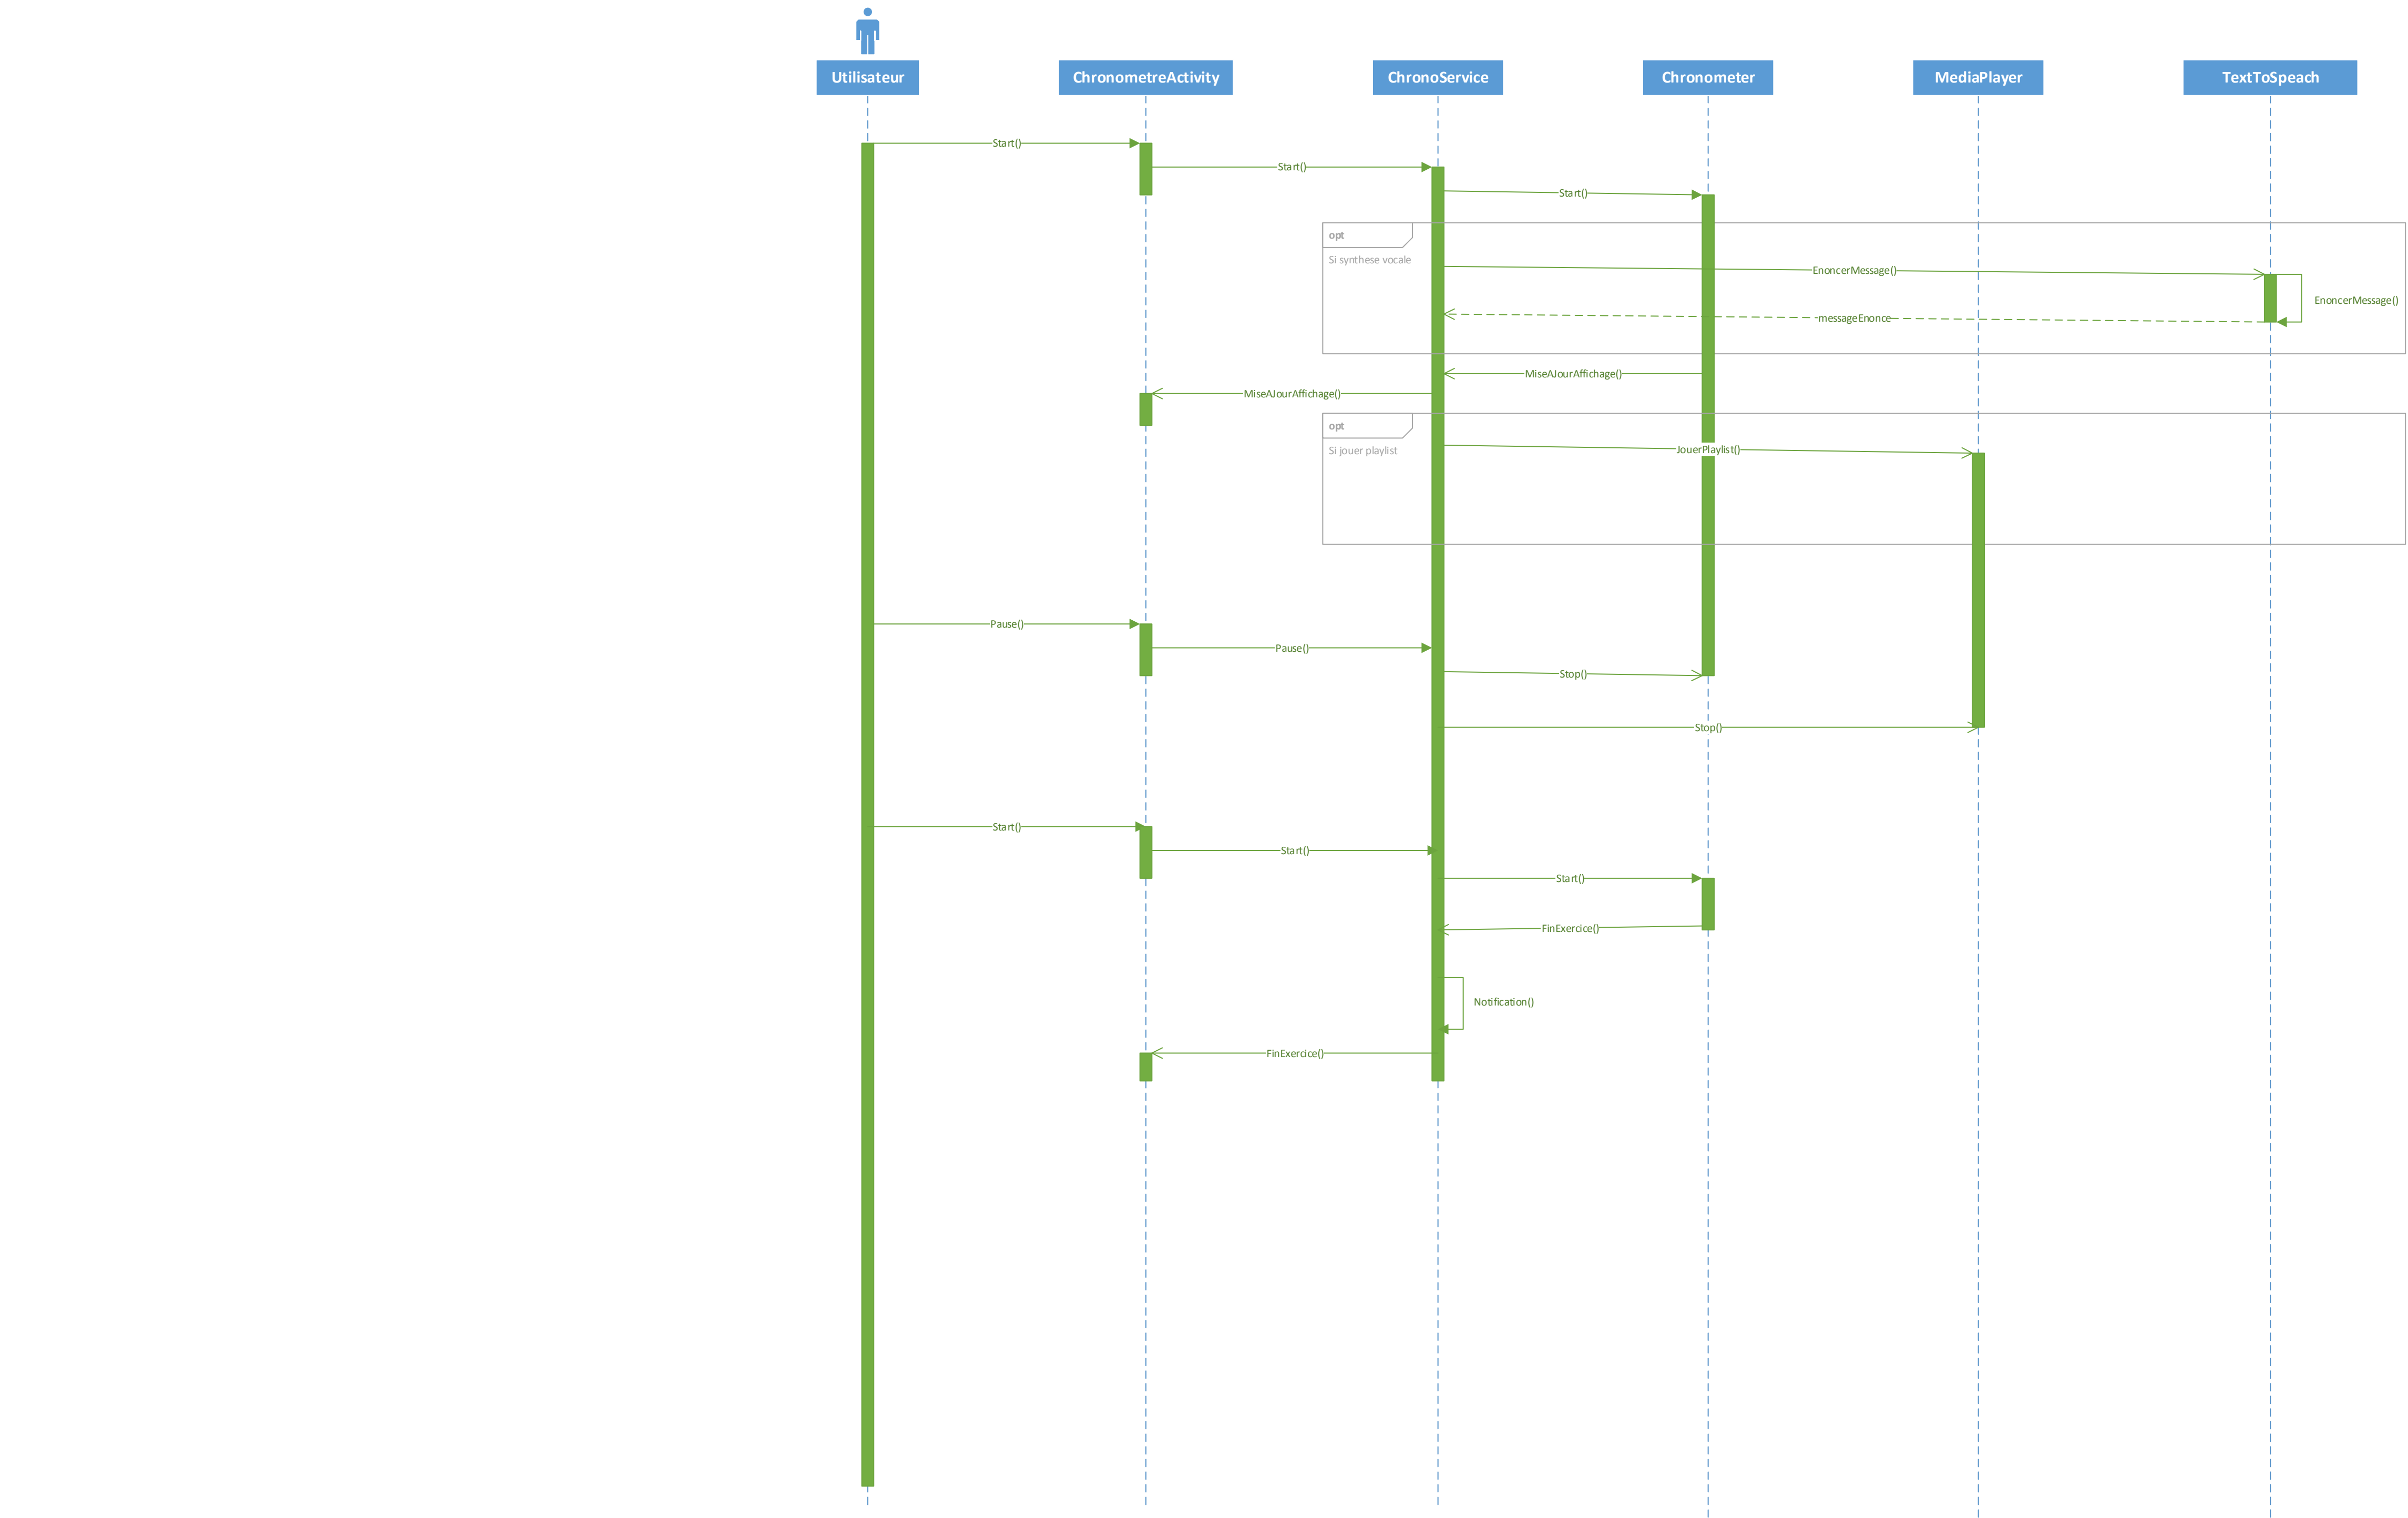 Utilisateur
ChronometreActivity
ChronoService
Chronometer
MediaPlayer
TextToSpeach
Start()
Start()
Start()
opt
Si synthese vocale
EnoncerMessage()
EnoncerMessage()
messageEnonce
MiseAJourAffichage()
MiseAJourAffichage()
opt
Si jouer playlist
JouerPlaylist()
Pause()
Pause()
Stop()
Stop()
Start()
Start()
Start()
FinExercice()
Notification()
FinExercice()